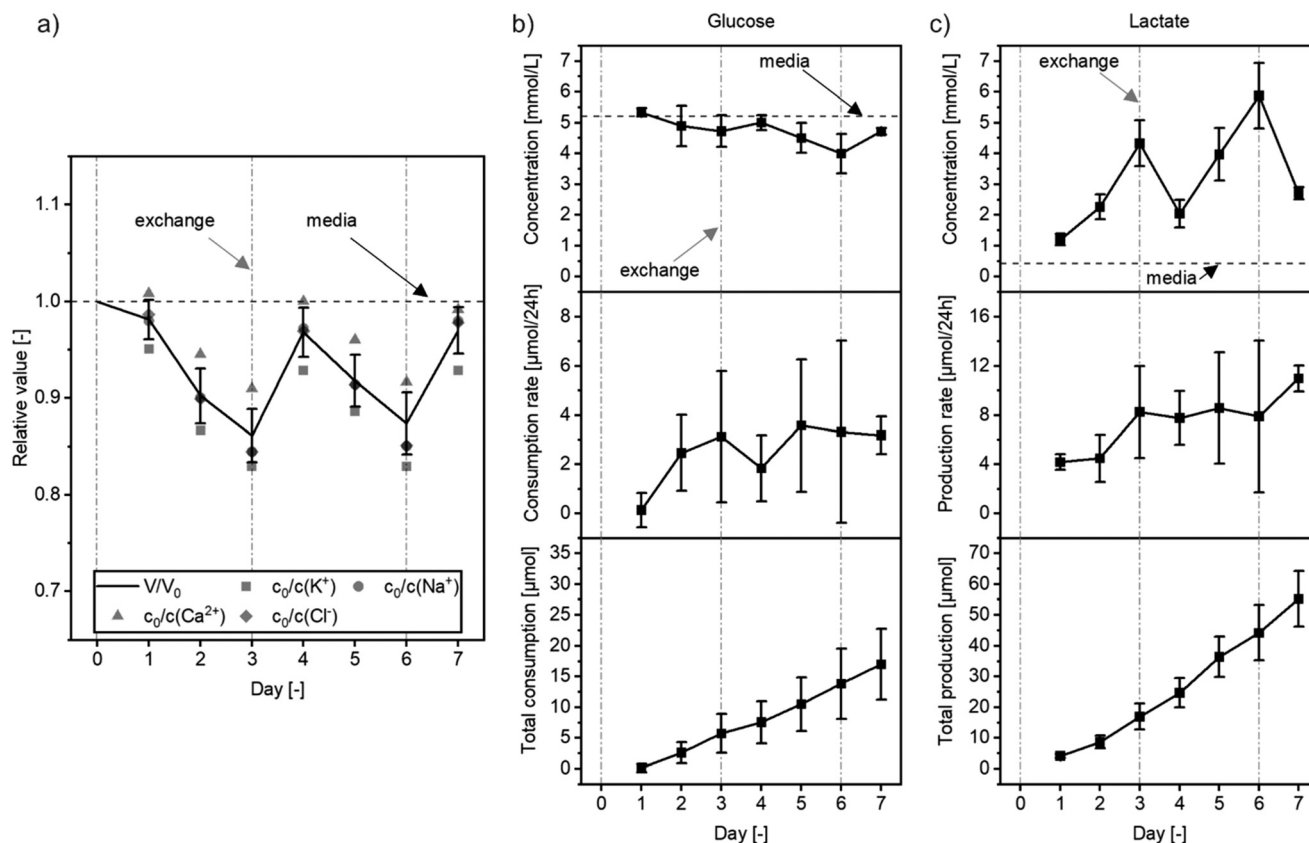 a)
1.1
1.0
0.9
0.8
0.7
Relative value [-]
exchange
media
V/V₀ c₀/c(K⁺) c₀/c(Na⁺)
c₀/c(Ca²⁺) c₀/c(Cl⁻)
0 1 2 3 4 5 6 7
Day [-]
b)
Glucose
7
6
5
4
3
2
1
0
Concentration [mmol/L]
media
exchange
8
6
4
2
0
Consumption rate [µmol/24h]
35
30
25
20
15
10
5
0
Total consumption [µmol]
0 1 2 3 4 5 6 7
Day [-]
c)
Lactate
7
6
5
4
3
2
1
0
Concentration [mmol/L]
exchange
media
16
12
8
4
0
Production rate [µmol/24h]
70
60
50
40
30
20
10
0
Total production [µmol]
0 1 2 3 4 5 6 7
Day [-]